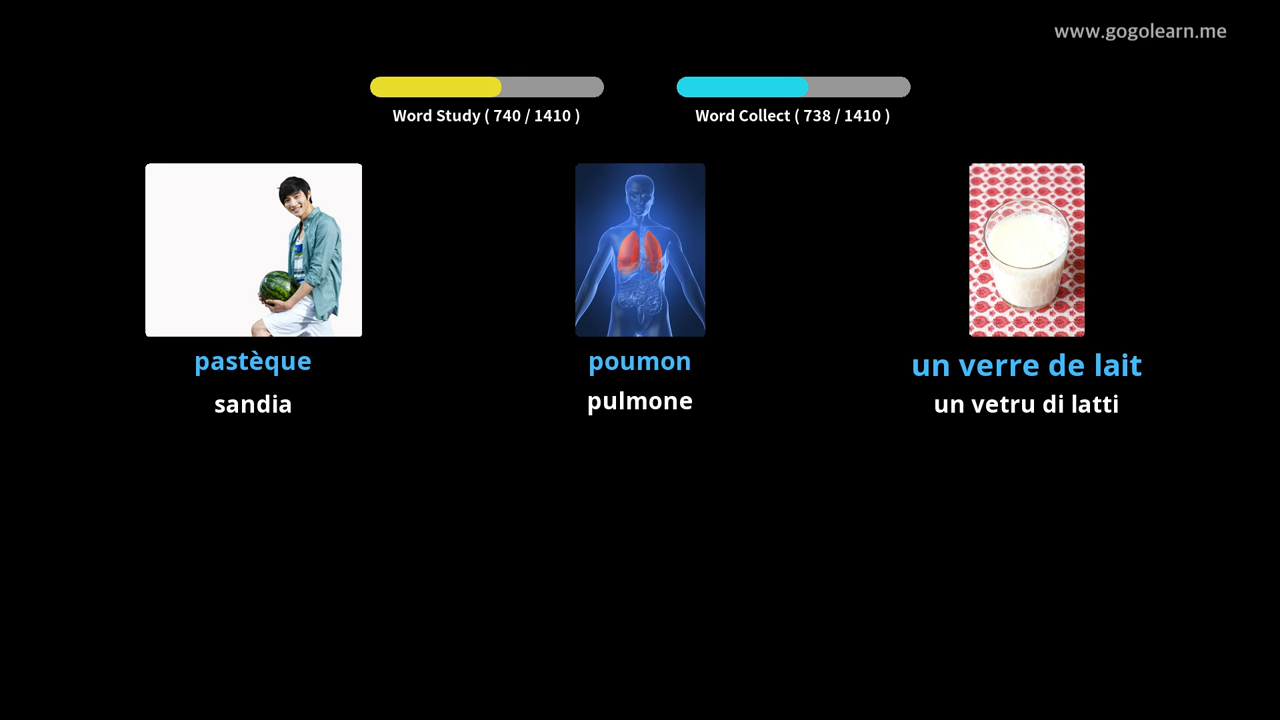 www.gogolearn.me
Word Study ( 740 / 1410 )
Word Collect ( 738 / 1410 )
pastèque
sandia
poumon
pulmone
un verre de lait
un vetru di latti